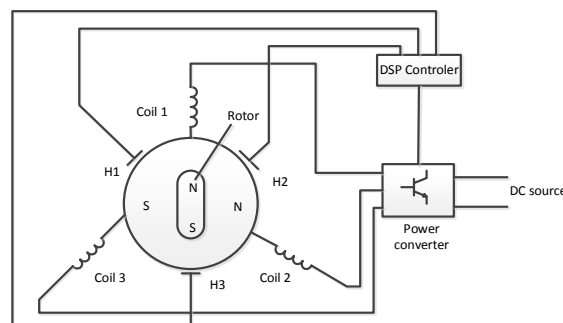 DSP Controler
Coil 1
Rotor
H1
H2
N
S
N
S
DC source
Power
converter
Coil 3
Coil 2
H3